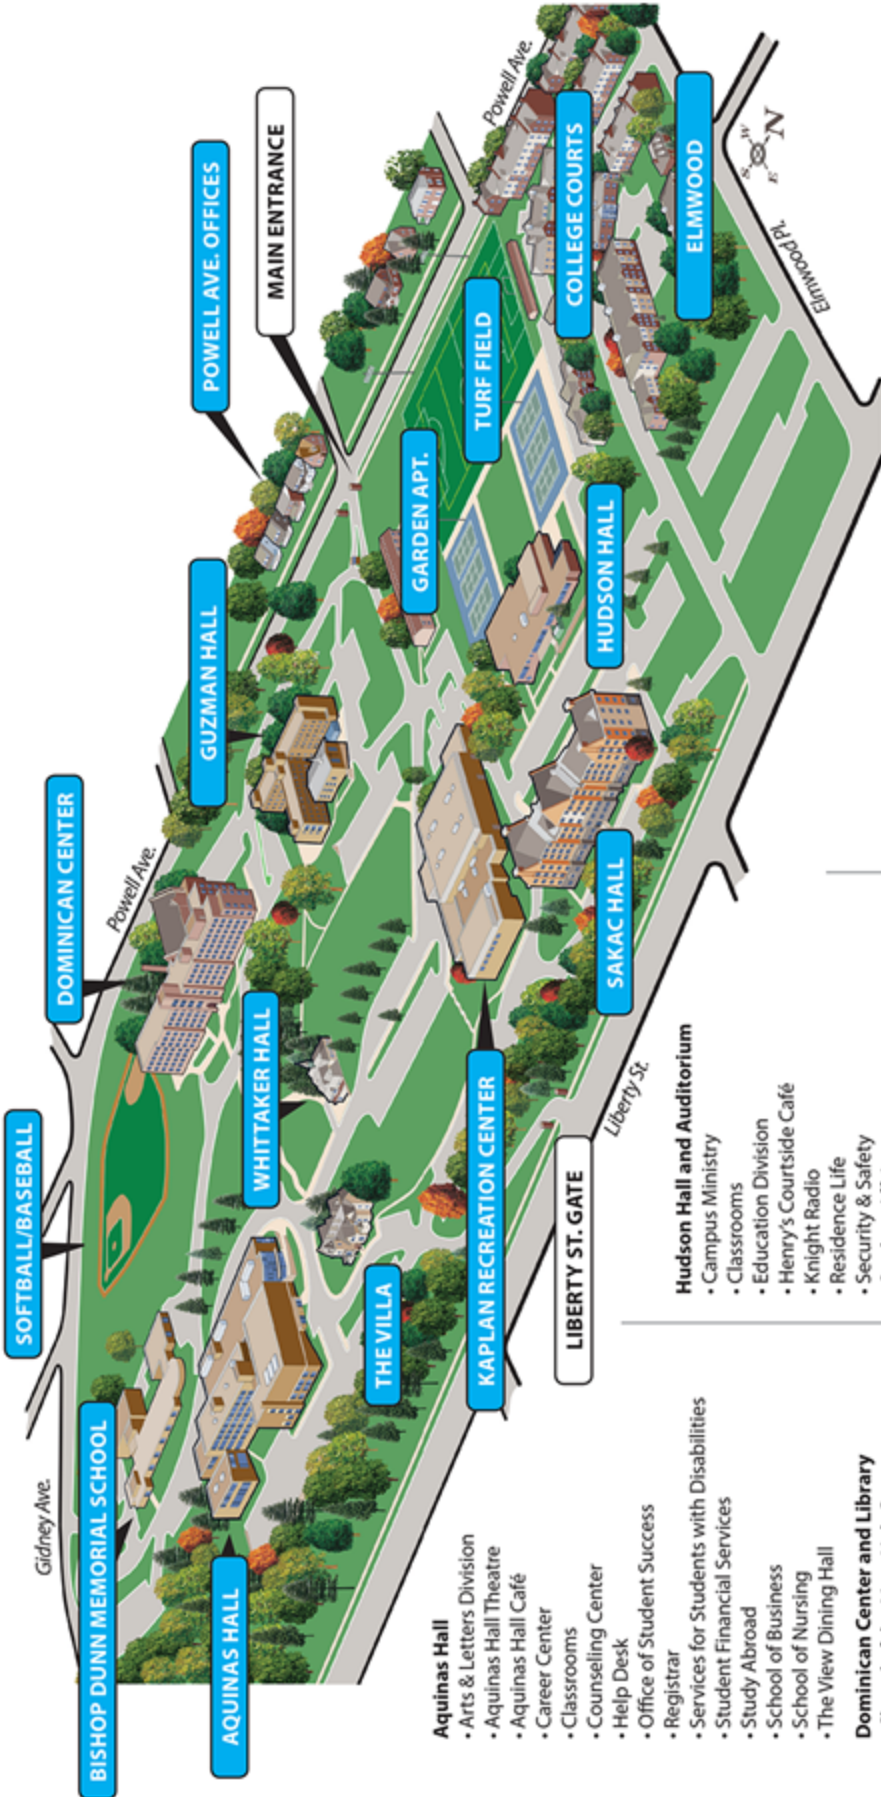 Gidney Ave.
SOFTBALL/BASEBALL
DOMINICAN CENTER
Powell Ave.
POWELL AVE. OFFICES
MAIN ENTRANCE
Powell Ave.
BISHOP DUNN MEMORIAL SCHOOL
AQUINAS HALL
WHITTAKER HALL
GUZMAN HALL
GARDEN APT.
TURF FIELD
COLLEGE COURTS
ELMWOOD
THE VILLA
KAPLAN RECREATION CENTER
LIBERTY ST. GATE
SAKAC HALL
HUDSON HALL
Liberty St.
Elmwood Pl.
S
W
E
N
Aquinas Hall
• Arts & Letters Division
• Aquinas Hall Theatre
• Aquinas Hall Café
• Career Center
• Classrooms
• Counseling Center
• Help Desk
• Office of Student Success
• Registrar
• Services for Students with Disabilities
• Student Financial Services
• Study Abroad
• School of Business
• School of Nursing
• The View Dining Hall
Dominican Center and Library
Hudson Hall and Auditorium
• Campus Ministry
• Classrooms
• Education Division
• Henry's Courtside Café
• Knight Radio
• Residence Life
• Security & Safety